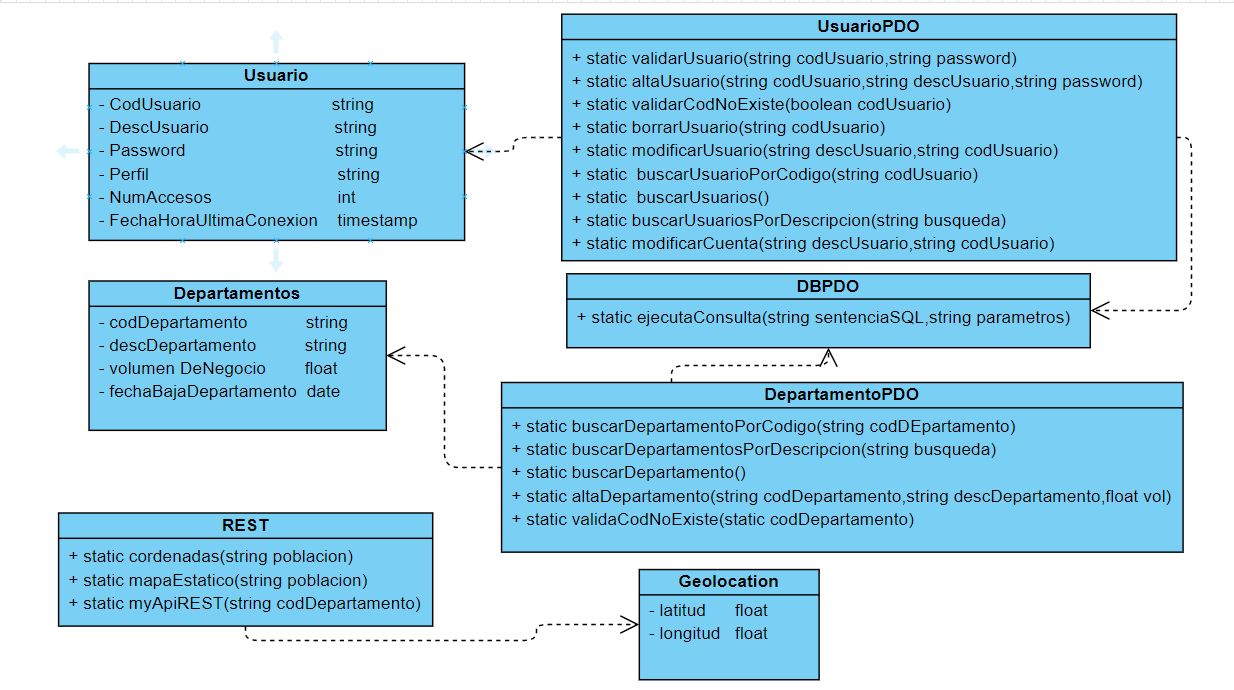 Usuario
- CodUsuario string
- DescUsuario string
- Password string
- Perfil string
- NumAccesos int
- FechaHoraUltimaConexion timestamp
UsuarioPDO
+ static validarUsuario(string codUsuario,string password)
+ static altaUsuario(string codUsuario,string descUsuario,string password)
+ static validarCodNoExiste(boolean codUsuario)
+ static borrarUsuario(string codUsuario)
+ static modificarUsuario(string descUsuario,string codUsuario)
+ static buscarUsuarioPorCodigo(string codUsuario)
+ static buscarUsuarios()
+ static buscarUsuariosPorDescripcion(string busqueda)
+ static modificarCuenta(string descUsuario,string codUsuario)
Departamentos
- codDepartamento string
- descDepartamento string
- volumen DeNegocio float
- fechaBajaDepartamento date
DBPDO
+ static ejecutaConsulta(string sentenciaSQL,string parametros)
DepartamentoPDO
+ static buscarDepartamentoPorCodigo(string codDEpartamento)
+ static buscarDepartamentosPorDescripcion(string busqueda)
+ static buscarDepartamento()
+ static altaDepartamento(string codDepartamento,string descDepartamento,float vol)
+ static validaCodNoExiste(static codDepartamento)
REST
+ static cordenadas(string poblacion)
+ static mapaEstatico(string poblacion)
+ static myApiREST(string codDepartamento)
Geolocation
- latitud float
- longitud float